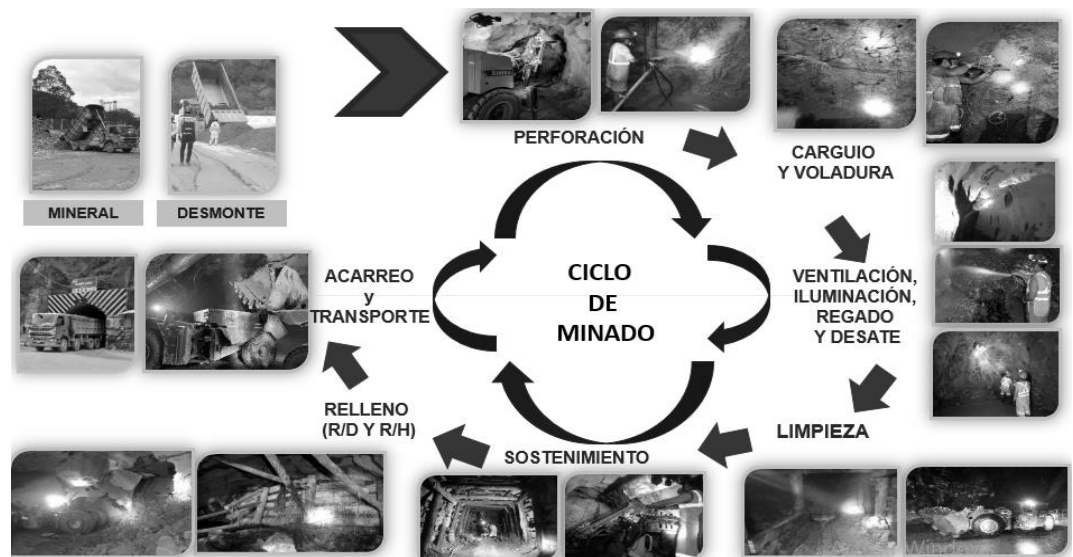 PERFORACIÓN
CARGUIO
Y VOLADURA
MINERAL
DESMONTE
ACARREO
y
TRANSPORTE
CICLO
DE
MINADO
VENTILACIÓN,
ILUMINACIÓN,
REGADO
Y DESATE
RELLENO
(R/D Y R/H)
LIMPIEZA
SOSTENIMIENTO